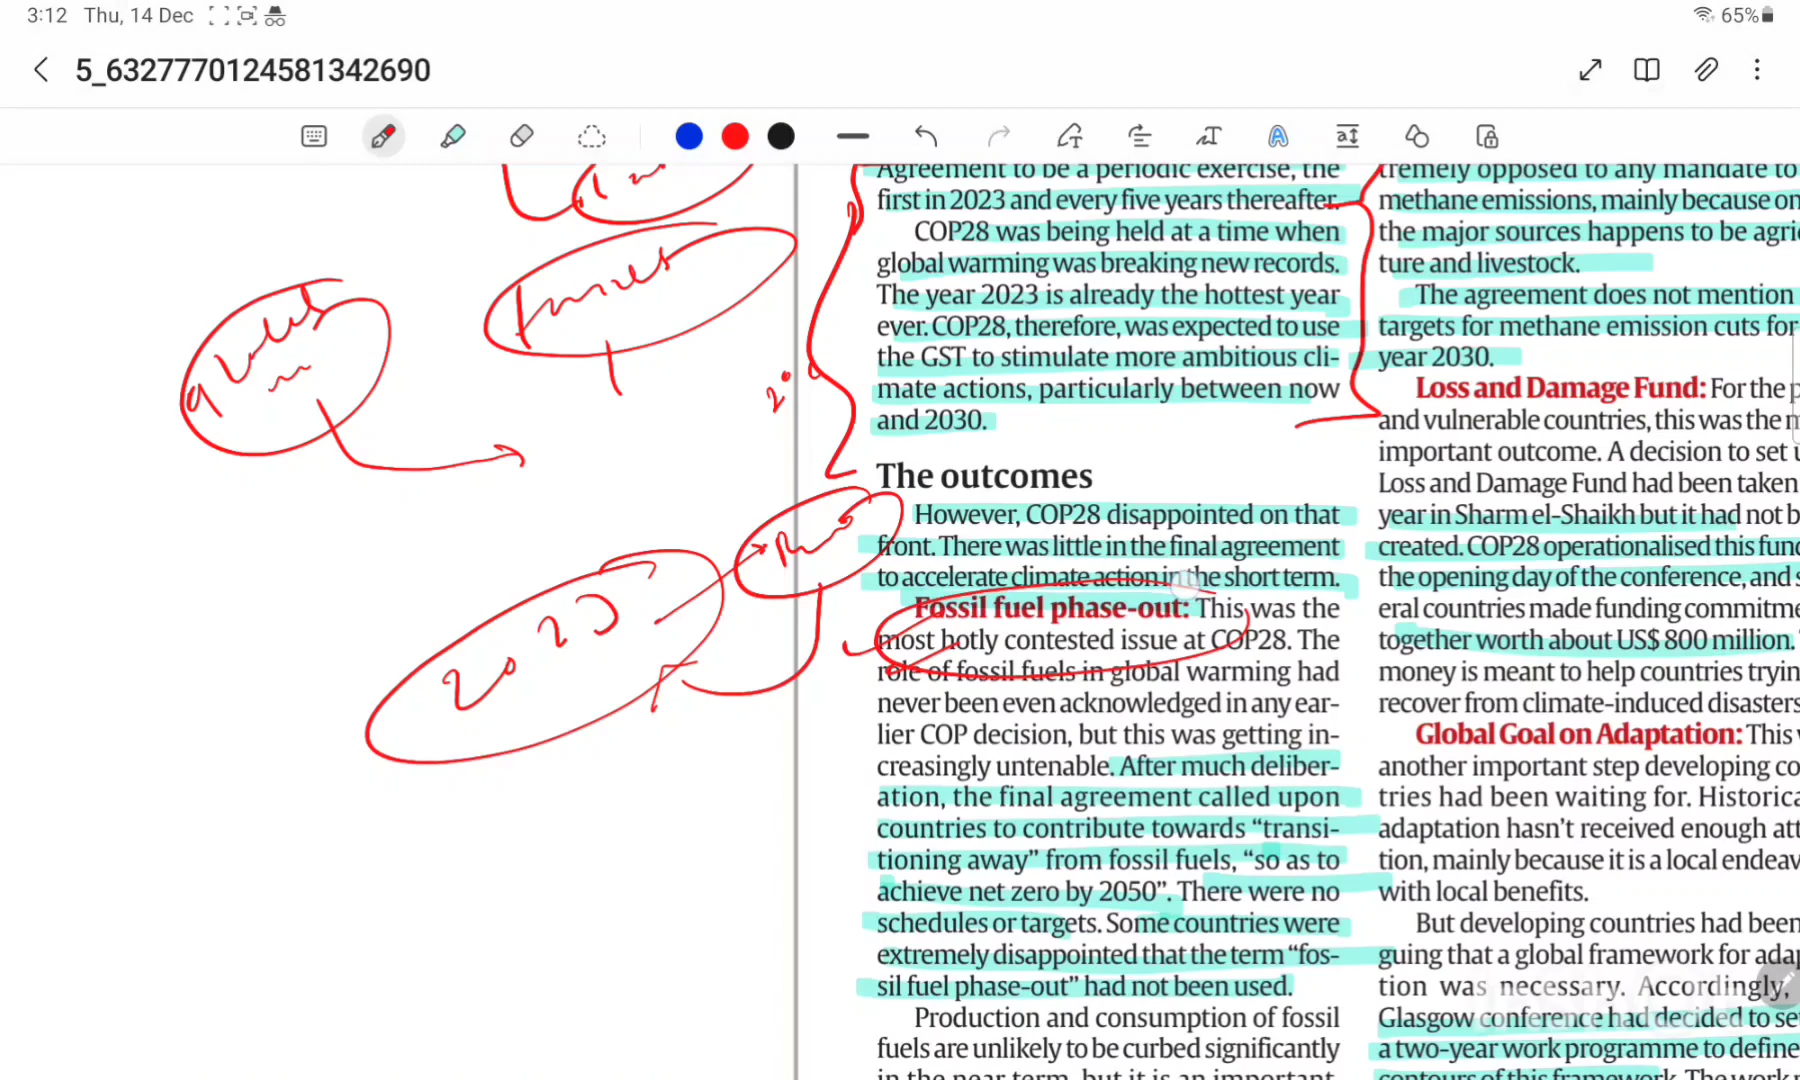 3:12 Thu, 14 Dec
65%
5_6327770124581342690
Agreement to be a periodic exercise, the
first in 2023 and every five years thereafter.
COP28 was being held at a time when
global warming was breaking new records.
The year 2023 is already the hottest year
ever. COP28, therefore, was expected to use
the GST to stimulate more ambitious cli-
mate actions, particularly between now
and 2030.
The outcomes
However, COP28 disappointed on that
front. There was little in the final agreement
to accelerate climate action in the short term.
Fossil fuel phase-out: This was the
most hotly contested issue at COP28. The
role of fossil fuels in global warming had
never been even acknowledged in any ear-
lier COP decision, but this was getting in-
creasingly untenable. After much deliber-
ation, the final agreement called upon
countries to contribute towards “transi-
tioning away” from fossil fuels, “so as to
achieve net zero by 2050”. There were no
schedules or targets. Some countries were
extremely disappointed that the term “fos-
sil fuel phase-out” had not been used.
Production and consumption of fossil
fuels are unlikely to be curbed significantly
in the near term, but it is an important
tremely opposed to any mandate to
methane emissions, mainly because on
the major sources happens to be agri
ture and livestock.
The agreement does not mention
targets for methane emission cuts for
year 2030.
Loss and Damage Fund: For the p
and vulnerable countries, this was the m
important outcome. A decision to set u
Loss and Damage Fund had been taken
year in Sharm el-Shaikh but it had not b
created. COP28 operationalised this fund
the opening day of the conference, and s
eral countries made funding commitme
together worth about US$ 800 million.
money is meant to help countries tryin
recover from climate-induced disasters
Global Goal on Adaptation: This
another important step developing co
tries had been waiting for. Historica
adaptation hasn’t received enough att
tion, mainly because it is a local endeav
with local benefits.
But developing countries had been
guing that a global framework for adap
tion was necessary. Accordingly,
Glasgow conference had decided to se
a two-year work programme to define
contours of this framework. The work
2°
2023